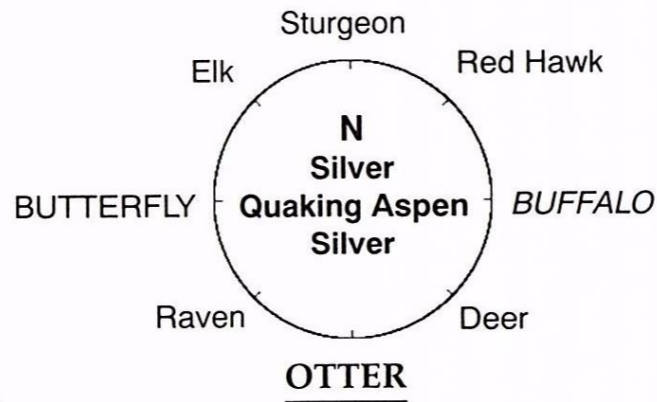 Sturgeon
Elk
Red Hawk
N
Silver
BUTTERFLY
Quaking Aspen
BUFFALO
Silver
Raven
Deer
OTTER